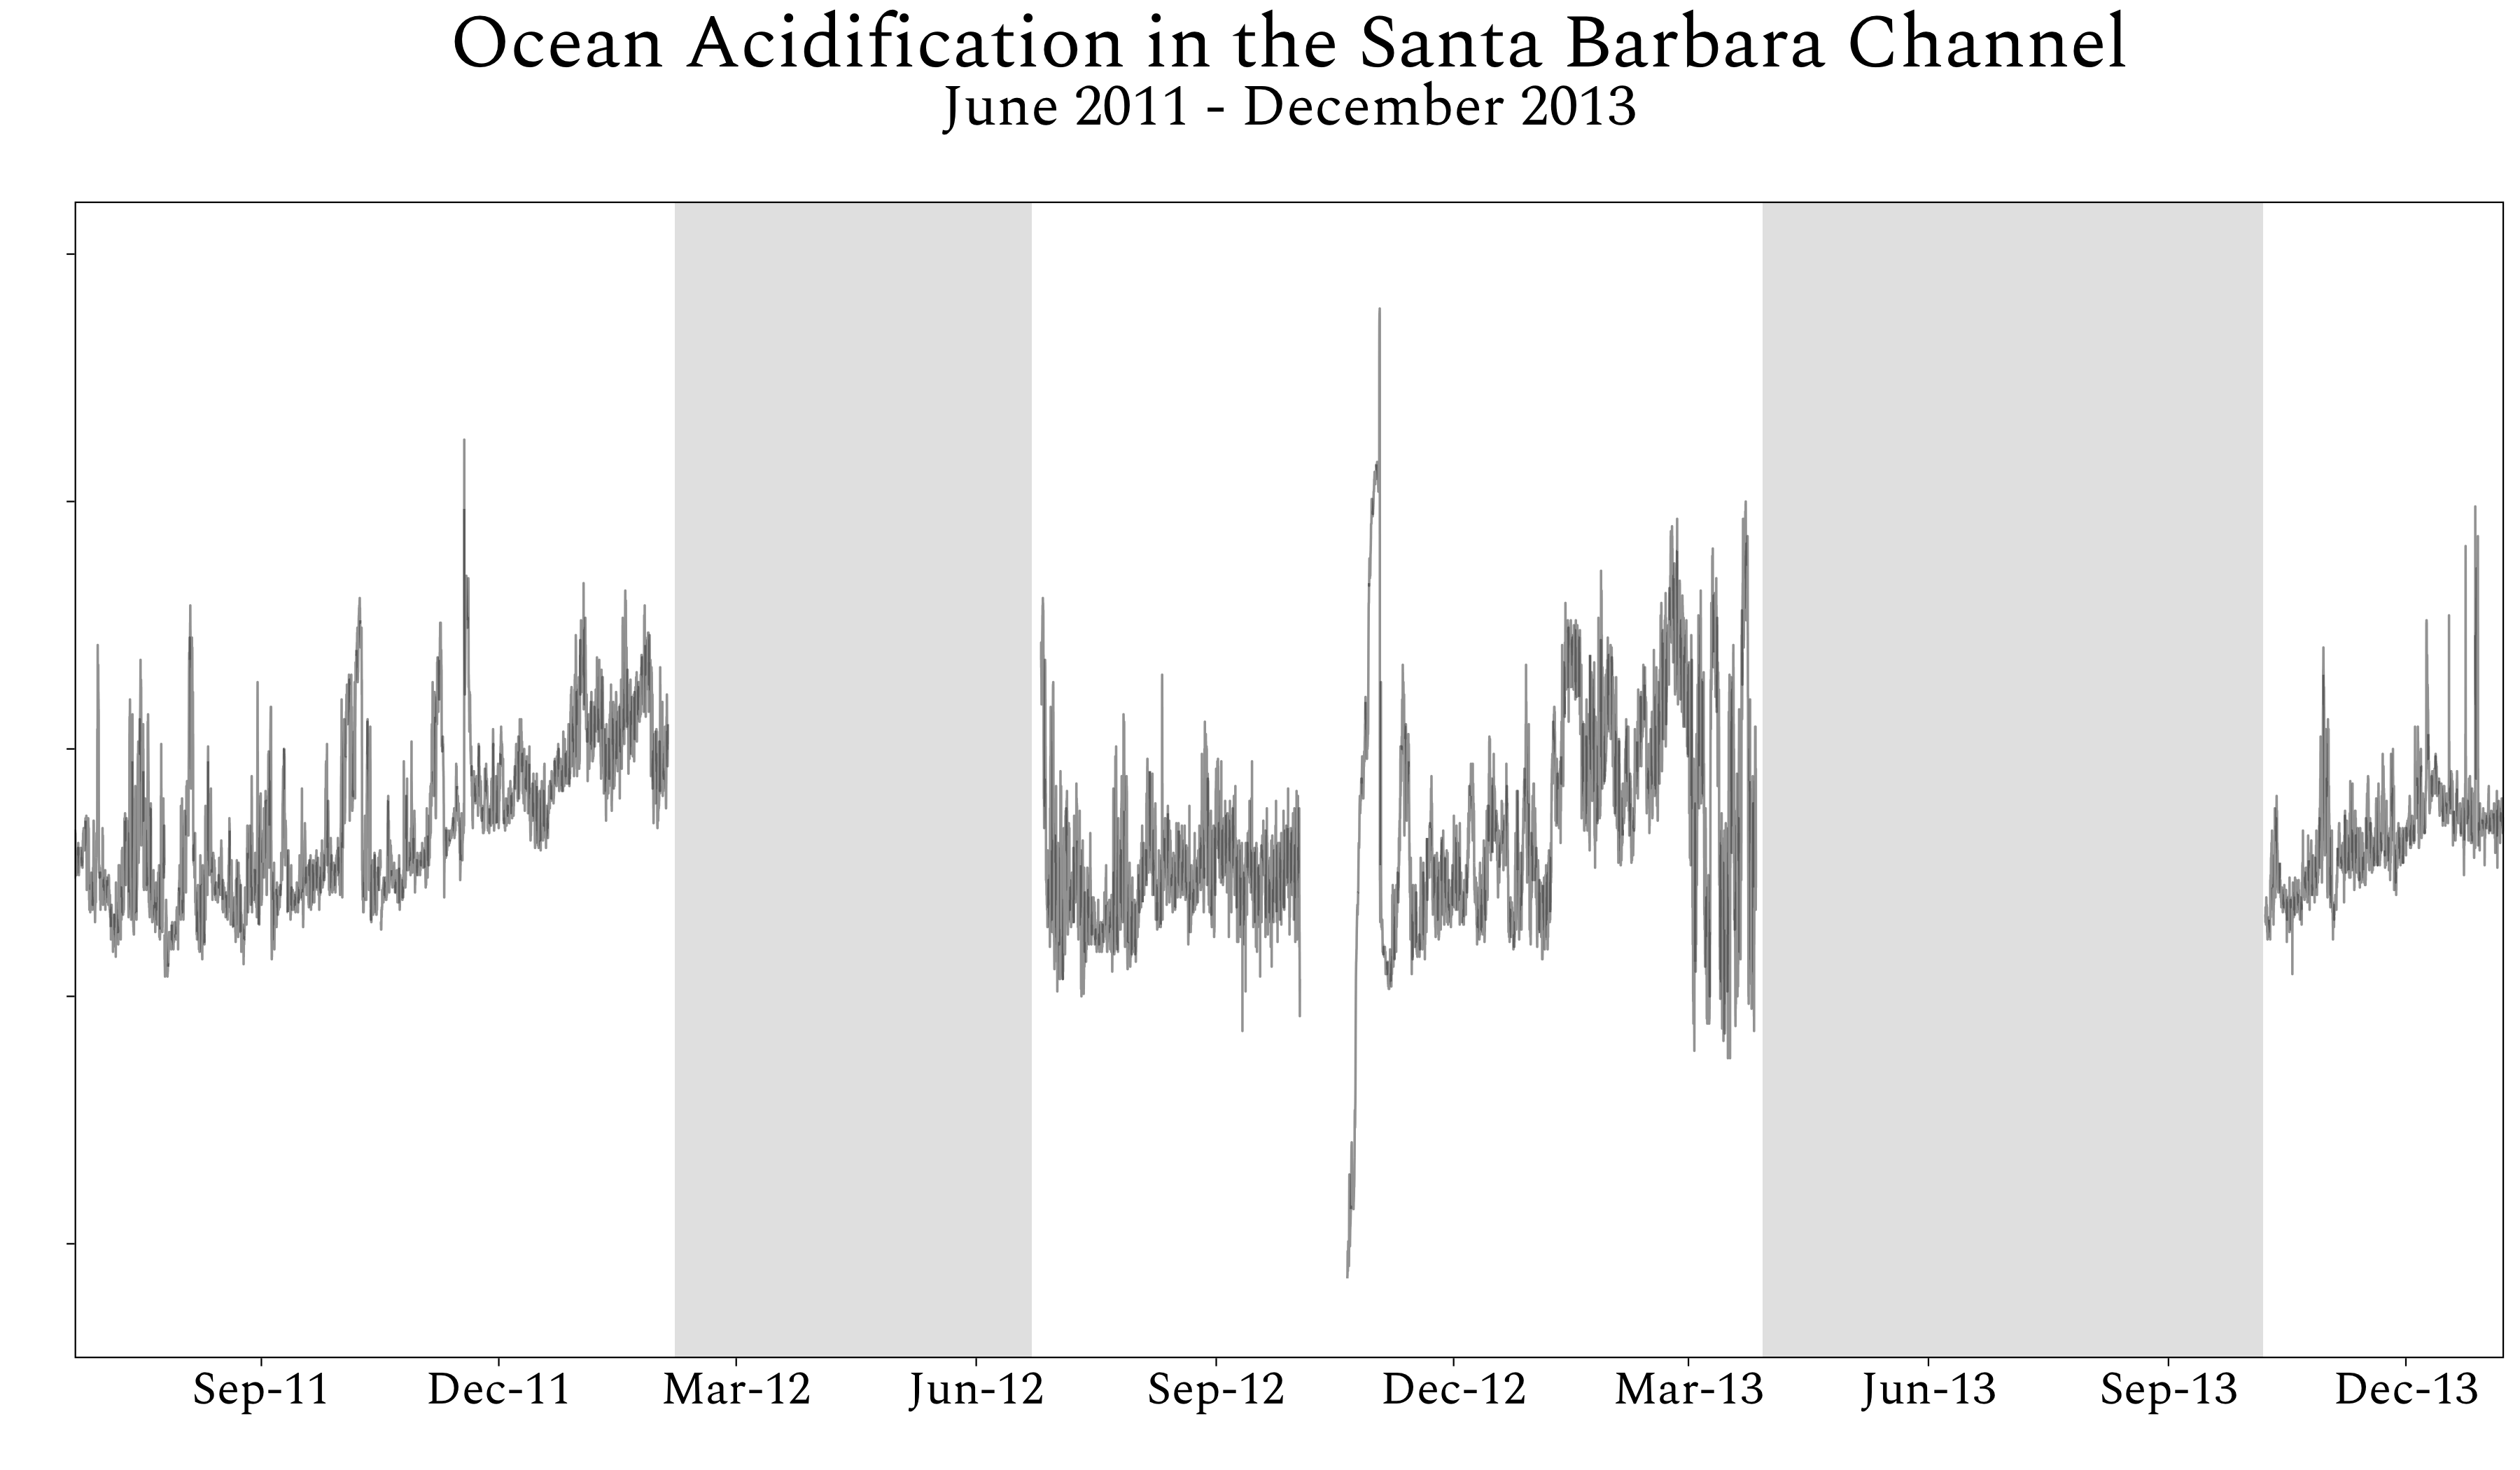 Ocean Acidification in the Santa Barbara Channel
June 2011 - December 2013
Sep-11 Dec-11 Mar-12 Jun-12 Sep-12 Dec-12 Mar-13 Jun-13 Sep-13 Dec-13